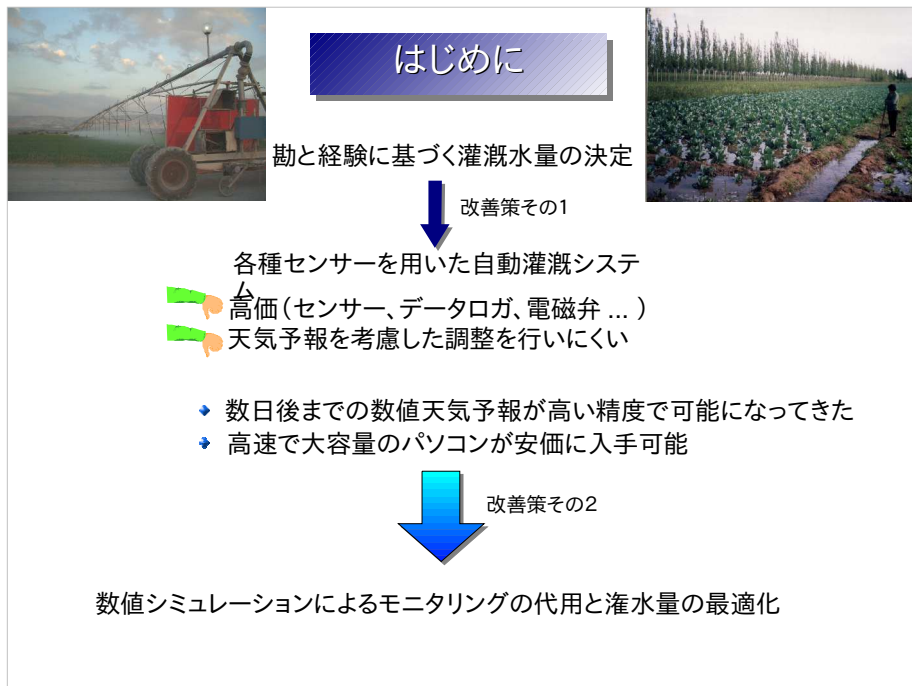 はじめに
勘と経験に基づく灌漑水量の決定
改善策その1
各種センサーを用いた自動灌漑システ
ム
高価(センサー、データロガ、電磁弁 ... )
天気予報を考慮した調整を行いにくい
数日後までの数値天気予報が高い精度で可能になってきた
高速で大容量のパソコンが安価に入手可能
改善策その2
数値シミュレーションによるモニタリングの代用と潅水量の最適化